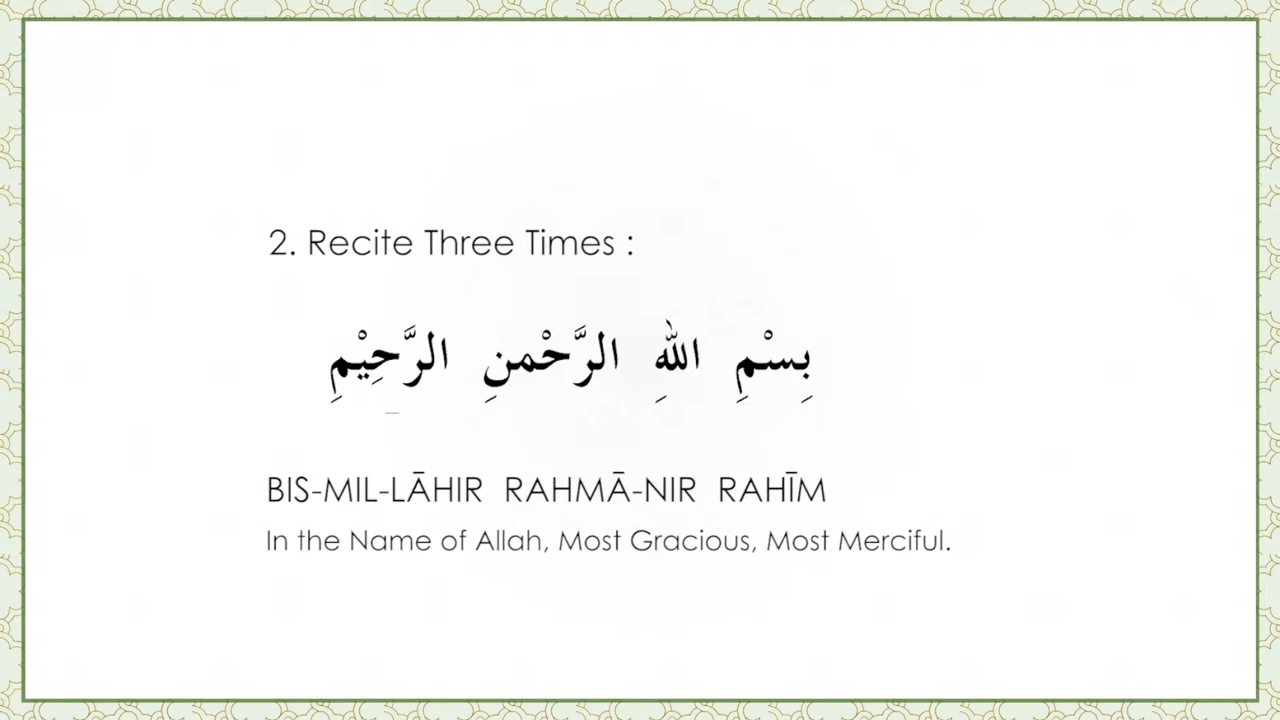 2. Recite Three Times :
بِسْمِ اللهِ الرَّحْمنِ الرَّحِيْمِ
BIS-MIL-LĀHIR RAHMĀ-NIR RAHĪM
In the Name of Allah, Most Gracious, Most Merciful.